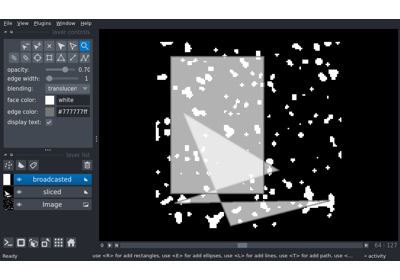 File View Plugins Window Help
layer controls
opacity: 0.70
edge width: 1
blending: translucen
face color: white
edge color: #777777ff
display text:
layer list
broadcasted
sliced
Image
0 64 127
Ready use <R> for add rectangles, use <E> for add ellipses, use <L> for add lines, use <T> for add path, use <... activity